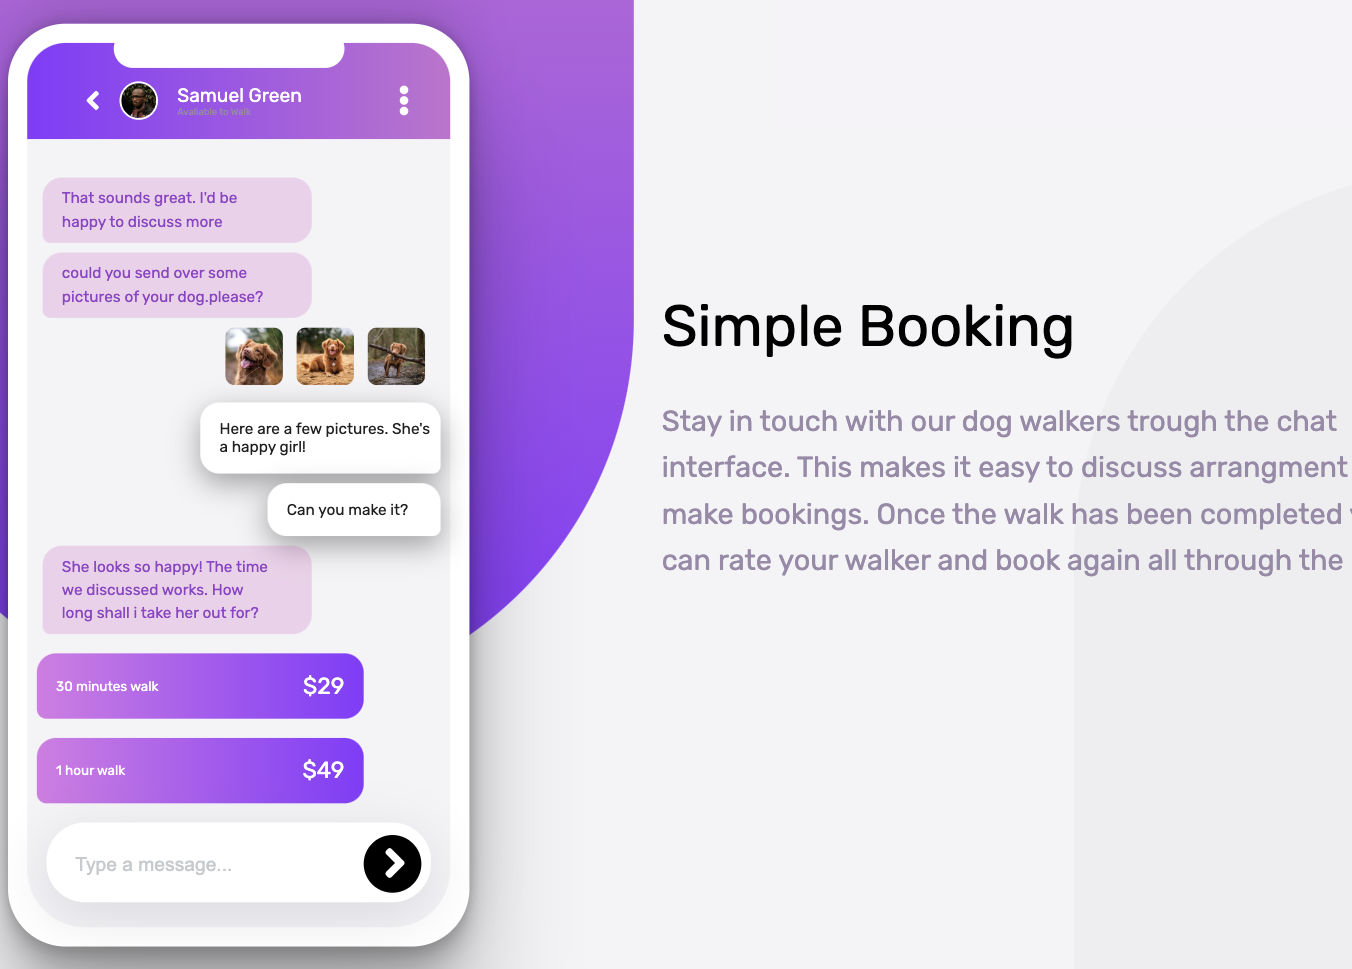 Samuel Green
Available to Walk
That sounds great. I'd be
happy to discuss more
could you send over some
pictures of your dog.please?
Here are a few pictures. She's
a happy girl!
Can you make it?
She looks so happy! The time
we discussed works. How
long shall i take her out for?
30 minutes walk
$29
1 hour walk
$49
Type a message...
Simple Booking
Stay in touch with our dog walkers trough the chat
interface. This makes it easy to discuss arrangment
make bookings. Once the walk has been completed
can rate your walker and book again all through the